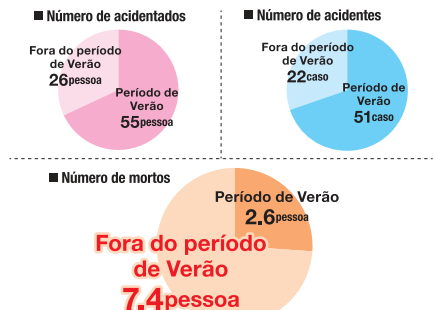 ■ Número de acidentados
Fora do período
de Verão
26pessoa
Período de
Verão
55pessoa
■ Número de acidentes
Fora do período
de Verão
22caso
Período de
Verão
51caso
■ Número de mortos
Período de Verão
2.6pessoa
Fora do período
de Verão
7.4pessoa